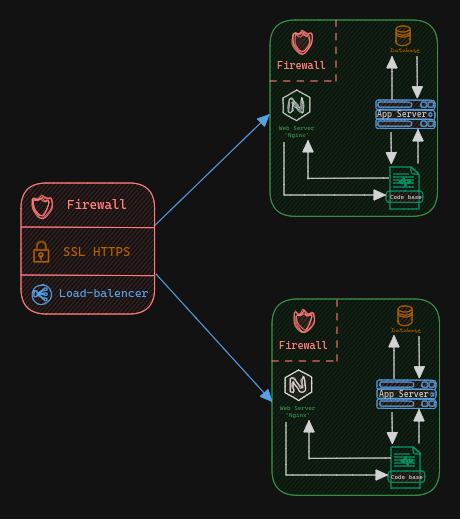 Firewall
SSL HTTPS
Load-balencer
Firewall
Database
App Server
Web Server
"Nginx"
Code base
Firewall
Database
App Server
Web Server
"Nginx"
Code base